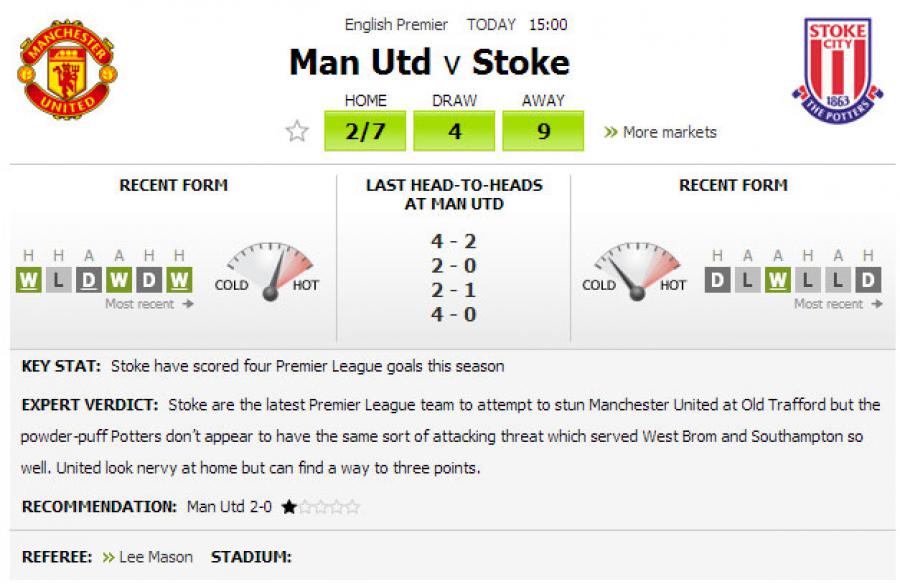 English Premier TODAY 15:00
MANCHESTER
UNITED
Man Utd v Stoke
STOKE
CITY
1863
THE POTTERS
HOME DRAW AWAY
2/7 4 9 » More markets
RECENT FORM
H H A A H H
W L D W D W
Most recent
COLD HOT
LAST HEAD-TO-HEADS
AT MAN UTD
4 - 2
2 - 0
2 - 1
4 - 0
RECENT FORM
COLD HOT
H A A H A H
D L W L L D
Most recent
KEY STAT: Stoke have scored four Premier League goals this season
EXPERT VERDICT: Stoke are the latest Premier League team to attempt to stun Manchester United at Old Trafford but the
powder-puff Potters don't appear to have the same sort of attacking threat which served West Brom and Southampton so
well. United look nervy at home but can find a way to three points.
RECOMMENDATION: Man Utd 2-0
REFEREE: » Lee Mason STADIUM: